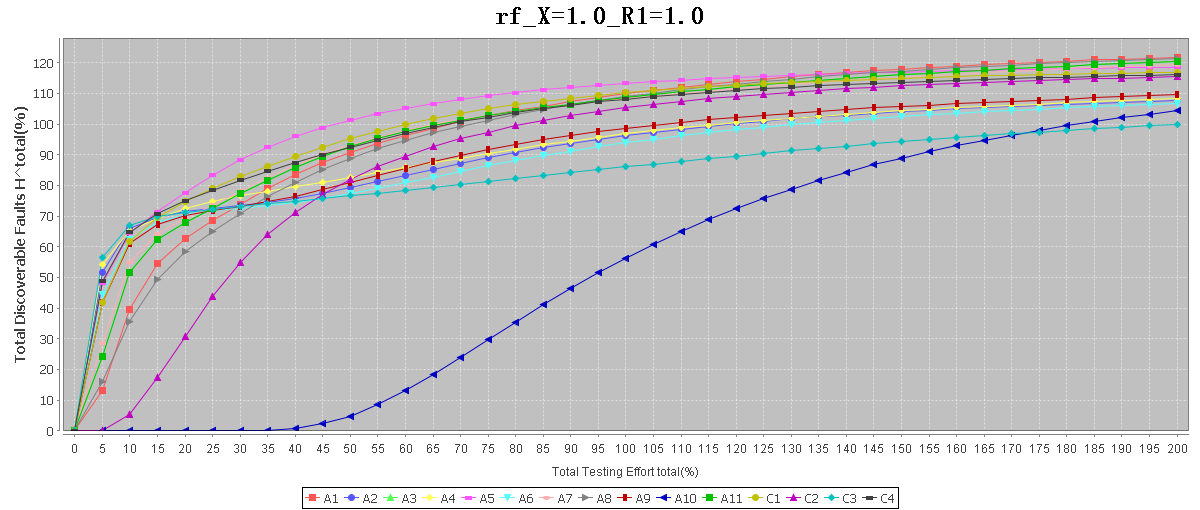 rf_X=1.0_R1=1.0
Total Discoverable Faults H^total(%)
120
110
100
90
80
70
60
50
40
30
20
10
0
0 5 10 15 20 25 30 35 40 45 50 55 60 65 70 75 80 85 90 95 100 105 110 115 120 125 130 135 140 145 150 155 160 165 170 175 180 185 190 195 200
Total Testing Effort total(%)
A1 A2 A3 A4 A5 A6 A7 A8 A9 A10 A11 C1 C2 C3 C4